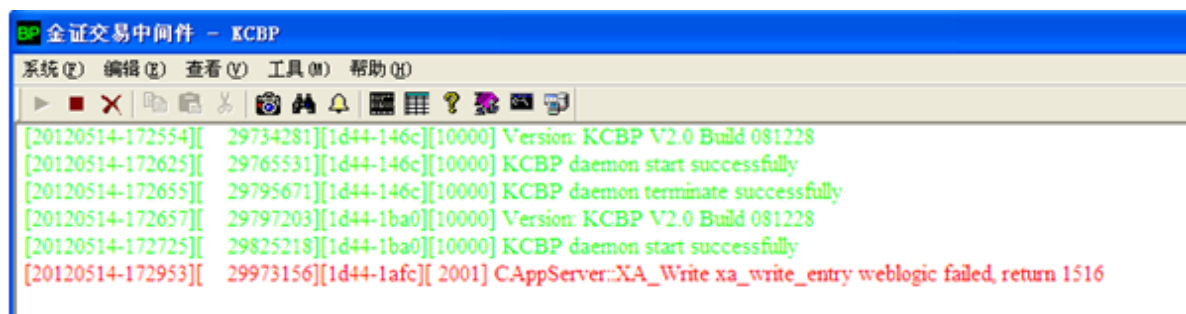 BP 金证交易中间件 - KCBP
系统(F) 编辑(E) 查看(V) 工具(M) 帮助(H)
[20120514-172554][ 29734281][1d44-146c][10000] Version: KCBP V2.0 Build 081228
[20120514-172625][ 29765531][1d44-146c][10000] KCBP daemon start successfully
[20120514-172655][ 29795671][1d44-146c][10000] KCBP daemon terminate successfully
[20120514-172657][ 29797203][1d44-1ba0][10000] Version: KCBP V2.0 Build 081228
[20120514-172725][ 29825218][1d44-1ba0][10000] KCBP daemon start successfully
[20120514-172953][ 29973156][1d44-1afc][ 2001] CAppServer::XA_Write xa_write_entry weblogic failed, return 1516